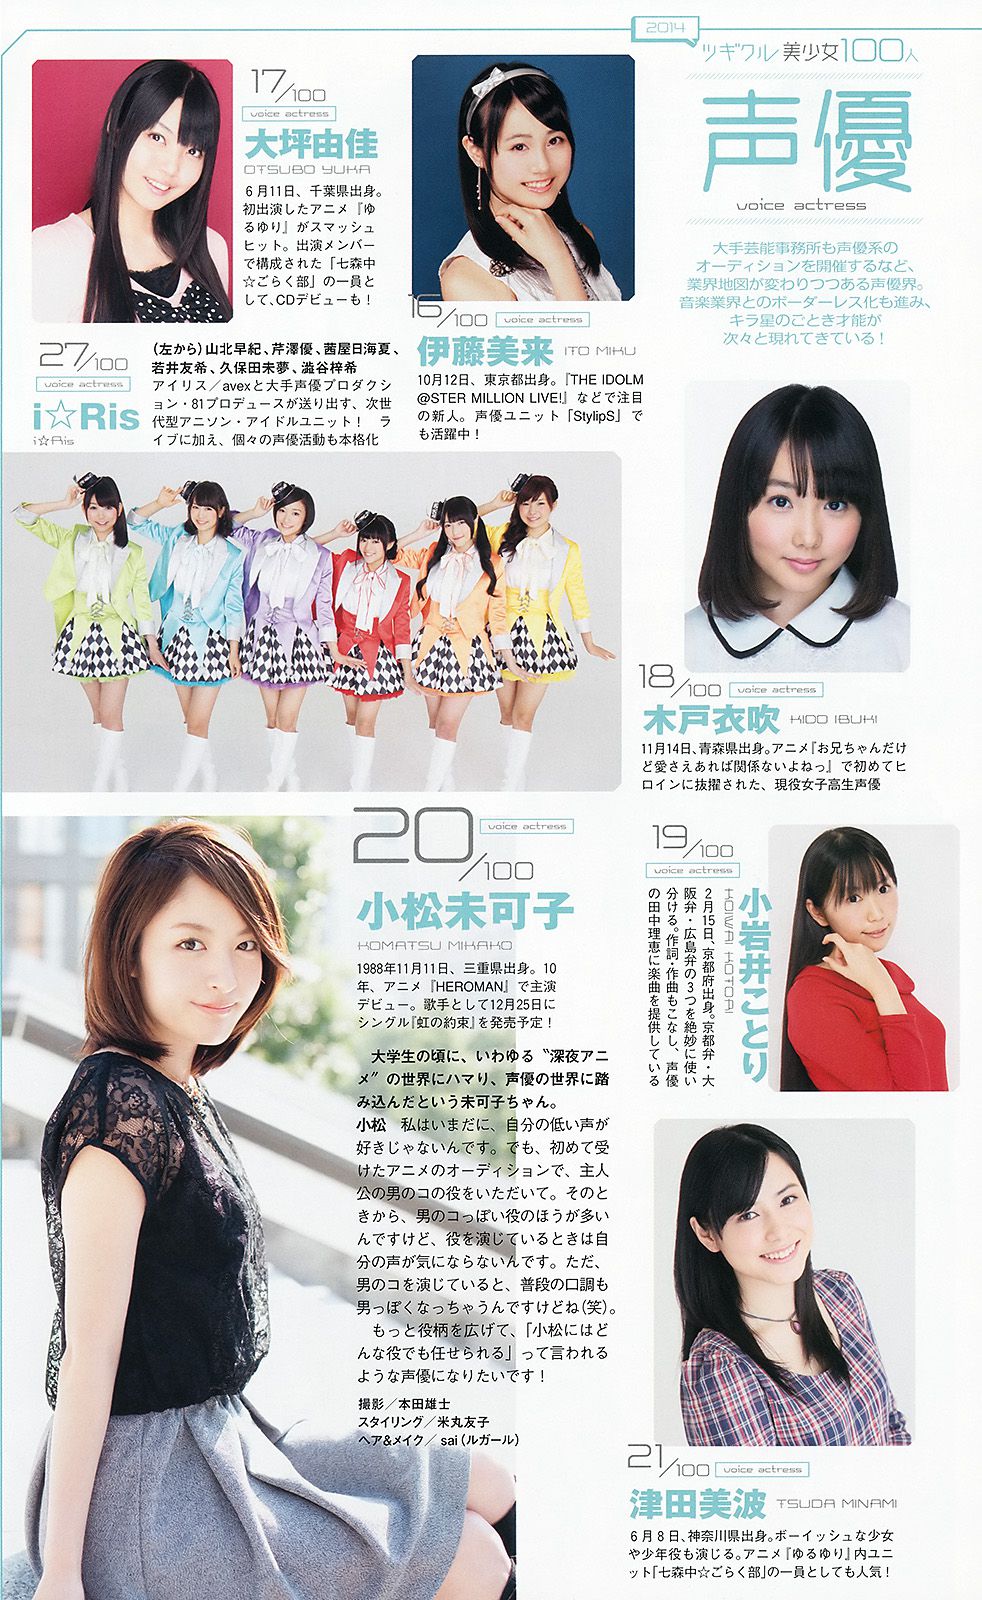 2014
ツギクル美少女100人
声優
voice actress
大手芸能事務所も声優系の
オーディションを開催するなど、
業界地図が変わりつつある声優界。
音楽業界とのボーダーレス化も進み、
キラ星のごとき才能が
次々と現れてきている!
17/100
voice actress
大坪由佳
OTSUBO YUKA
6月11日、千葉県出身。
初出演したアニメ『ゆ
るゆり』がスマッシュ
ヒット。出演メンバー
で構成された「七森中
☆ごらく部」の一員と
して、CDデビューも!
16/100
voice actress
伊藤美来
ITO MIKU
10月12日、東京都出身。『THE IDOLM
@STER MILLION LIVE!』などで注目
の新人。声優ユニット「StylipS」で
も活躍中!
27/100
voice actress
i☆Ris
i☆Ris
(左から)山北早紀、芹澤優、茜屋日海夏、
若井友希、久保田未夢、澁谷梓希
アイリス/avexと大手声優プロダク
ション・81プロデュースが送り出す、次世
代型アニソン・アイドルユニット! ラ
イブに加え、個々の声優活動も本格化
18/100
voice actress
木戸衣吹
KIDO IBUKI
11月14日、青森県出身。アニメ『お兄ちゃんだけ
ど愛さえあれば関係ないよねっ』で初めてヒ
ロインに抜擢された、現役女子高生声優
20/100
voice actress
小松未可子
KOMATSU MIKAKO
1988年11月11日、三重県出身。10
年、アニメ『HEROMAN』で主演
デビュー。歌手として12月25日に
シングル『虹の約束』を発売予定!
大学生の頃に、いわゆる〝深夜アニ
メ〟の世界にハマり、声優の世界に踏
み込んだという未可子ちゃん。
小松 私はいまだに、自分の低い声が
好きじゃないんです。でも、初めて受
けたアニメのオーディションで、主人
公の男のコの役をいただいて。そのと
きから、男のコっぽい役のほうが多い
んですけど、役を演じているときは自
分の声が気にならないんです。ただ、
男のコを演じていると、普段の口調も
男っぽくなっちゃうんですけどね(笑)。
もっと役柄を広げて、「小松にはど
んな役でも任せられる」って言われる
ような声優になりたいです!
撮影/本田雄士
スタイリング/米丸友子
ヘア&メイク/sai(ルガール)
19/100
voice actress
小岩井ことり
KOIWAI KOTORI
2月15日、京都府出身。京都弁・大
阪弁・広島弁の3つを絶妙に使い
分ける。作詞・作曲もこなし、声優
の田中理恵に楽曲を提供している
21/100
voice actress
津田美波
TSUDA MINAMI
6月8日、神奈川県出身。ボーイッシュな少女
や少年役も演じる。アニメ『ゆるゆり』内ユニ
ット「七森中☆ごらく部」の一員としても人気!